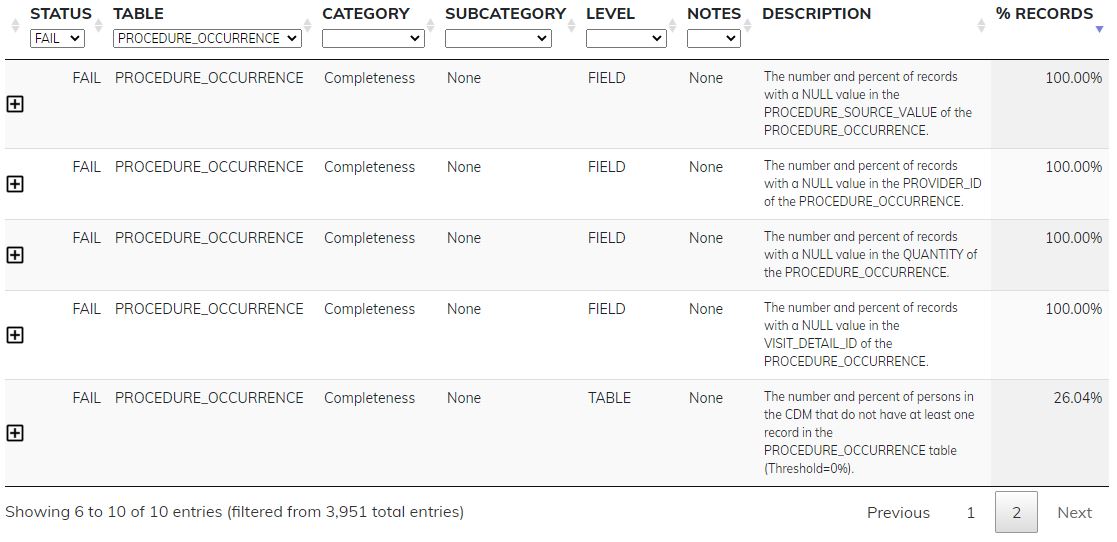 STATUS TABLE CATEGORY SUBCATEGORY LEVEL NOTES DESCRIPTION % RECORDS
FAIL PROCEDURE_OCCURRENCE
FAIL PROCEDURE_OCCURRENCE Completeness None FIELD None The number and percent of records 100.00%
with a NULL value in the
PROCEDURE_SOURCE_VALUE of the
PROCEDURE_OCCURRENCE.
FAIL PROCEDURE_OCCURRENCE Completeness None FIELD None The number and percent of records 100.00%
with a NULL value in the PROVIDER_ID
of the PROCEDURE_OCCURRENCE.
FAIL PROCEDURE_OCCURRENCE Completeness None FIELD None The number and percent of records 100.00%
with a NULL value in the QUANTITY of
the PROCEDURE_OCCURRENCE.
FAIL PROCEDURE_OCCURRENCE Completeness None FIELD None The number and percent of records 100.00%
with a NULL value in the
VISIT_DETAIL_ID of the
PROCEDURE_OCCURRENCE.
FAIL PROCEDURE_OCCURRENCE Completeness None TABLE None The number and percent of persons in 26.04%
the CDM that do not have at least one
record in the
PROCEDURE_OCCURRENCE table
(Threshold=0%).
Showing 6 to 10 of 10 entries (filtered from 3,951 total entries) Previous 1 2 Next